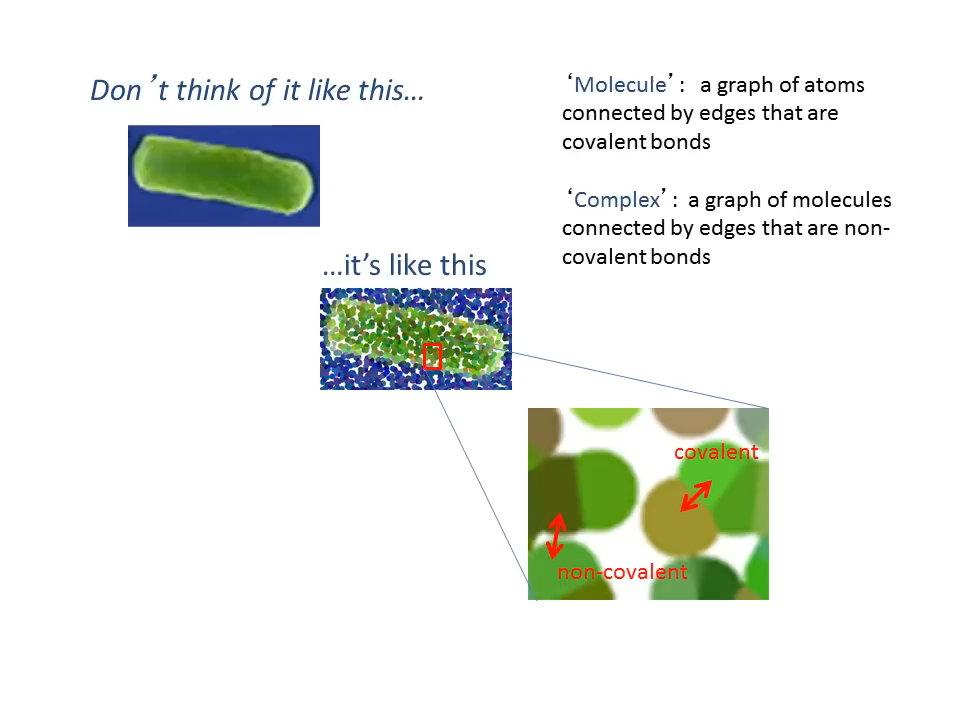 Don’t think of it like this…
‘Molecule’: a graph of atoms
connected by edges that are
covalent bonds
‘Complex’: a graph of molecules
connected by edges that are non-
covalent bonds
…it’s like this
covalent
non-covalent